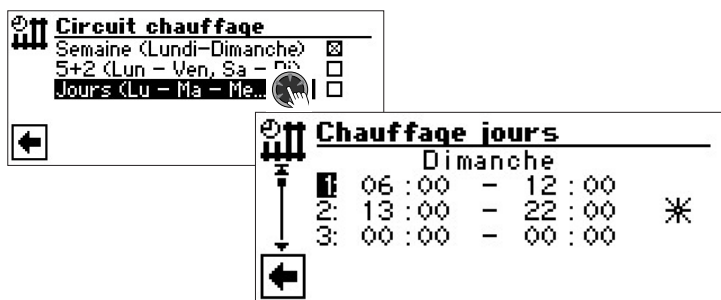 Circuit chauffage
Semaine (Lundi-Dimanche)
5+2 (Lun - Ven, Sa - Di)
Jours (Lu - Ma - Me...
Chauffage jours
Dimanche
1: 06:00 - 12:00
2: 13:00 - 22:00
3: 00:00 - 00:00